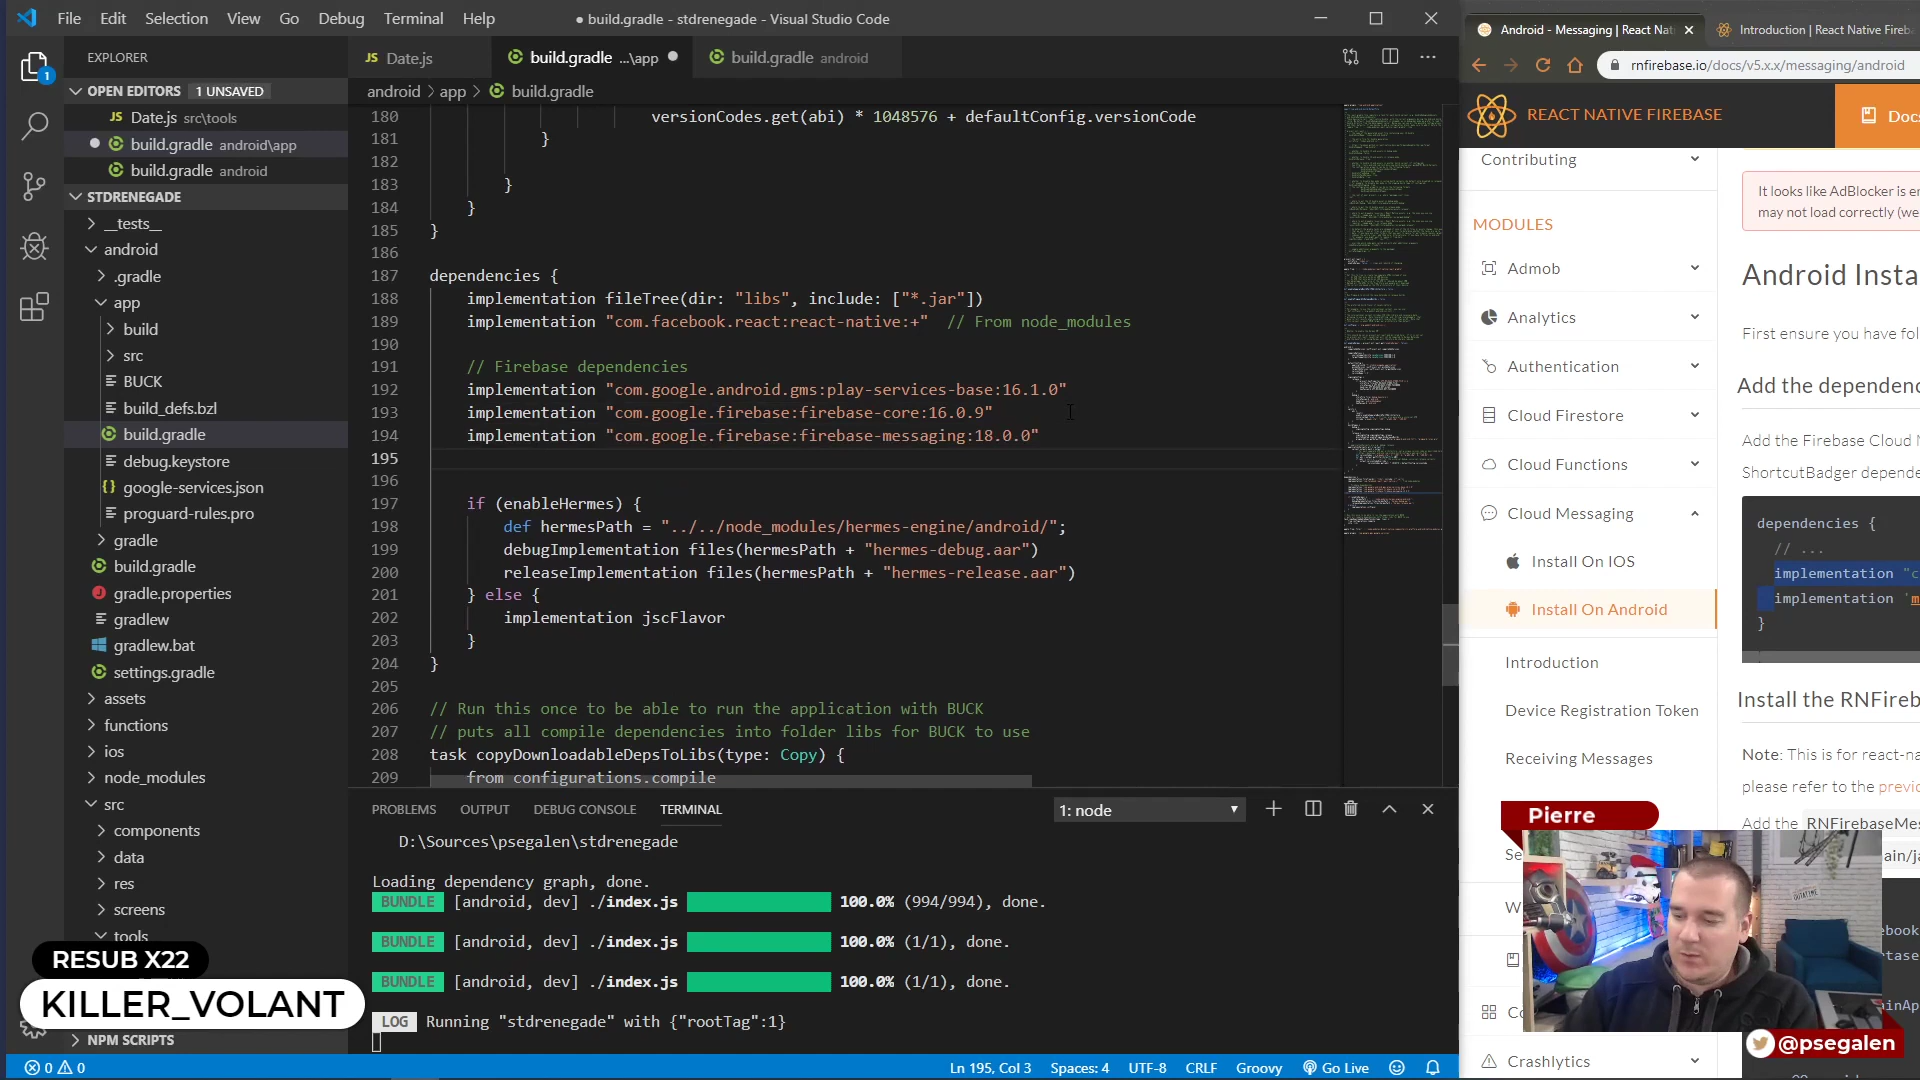 File Edit Selection View Go Debug Terminal Help
● build.gradle - stdrenegade - Visual Studio Code
EXPLORER
OPEN EDITORS 1 UNSAVED
JS Date.js src\tools
build.gradle android\app
build.gradle android
STDRENEGADE
__tests__
android
.gradle
app
build
src
BUCK
build_defs.bzl
build.gradle
debug.keystore
google-services.json
proguard-rules.pro
gradle
build.gradle
gradle.properties
gradlew
gradlew.bat
settings.gradle
assets
functions
ios
node_modules
src
components
data
res
screens
tools
NPM SCRIPTS
RESUB X22
KILLER_VOLANT
JS Date.js
build.gradle ...\app
build.gradle android
android > app > build.gradle
180 versionCodes.get(abi) * 1048576 + defaultConfig.versionCode
181 }
182
183 }
184 }
185 }
186
187 dependencies {
188 implementation fileTree(dir: "libs", include: ["*.jar"])
189 implementation "com.facebook.react:react-native:+"  // From node_modules
190
191 // Firebase dependencies
192 implementation "com.google.android.gms:play-services-base:16.1.0"
193 implementation "com.google.firebase:firebase-core:16.0.9"
194 implementation "com.google.firebase:firebase-messaging:18.0.0"
195
196
197 if (enableHermes) {
198 def hermesPath = "../../node_modules/hermes-engine/android/";
199 debugImplementation files(hermesPath + "hermes-debug.aar")
200 releaseImplementation files(hermesPath + "hermes-release.aar")
201 } else {
202 implementation jscFlavor
203 }
204 }
205
206 // Run this once to be able to run the application with BUCK
207 // puts all compile dependencies into folder libs for BUCK to use
208 task copyDownloadableDepsToLibs(type: Copy) {
209 from configurations.compile
PROBLEMS OUTPUT DEBUG CONSOLE TERMINAL
1: node
D:\Sources\psegalen\stdrenegade
Loading dependency graph, done.
BUNDLE [android, dev] ./index.js 100.0% (994/994), done.
BUNDLE [android, dev] ./index.js 100.0% (1/1), done.
BUNDLE [android, dev] ./index.js 100.0% (1/1), done.
LOG Running "stdrenegade" with {"rootTag":1}
0 0
Ln 195, Col 3 Spaces: 4 UTF-8 CRLF Groovy Go Live
Android - Messaging | React Nat
Introduction | React Native Fireb
rnfirebase.io/docs/v5.x.x/messaging/android
REACT NATIVE FIREBASE
Docs
Contributing
MODULES
Admob
Analytics
Authentication
Cloud Firestore
Cloud Functions
Cloud Messaging
Install On IOS
Install On Android
Introduction
Device Registration Token
Receiving Messages
Crashlytics
It looks like AdBlocker is en
may not load correctly (we
Android Insta
First ensure you have fol
Add the dependenc
Add the Firebase Cloud M
ShortcutBadger depende
dependencies {
// ...
implementation "c
implementation 'm
}
Install the RNFireb
Note: This is for react-na
please refer to the previo
Add the RNFirebaseMes
Pierre
@psegalen